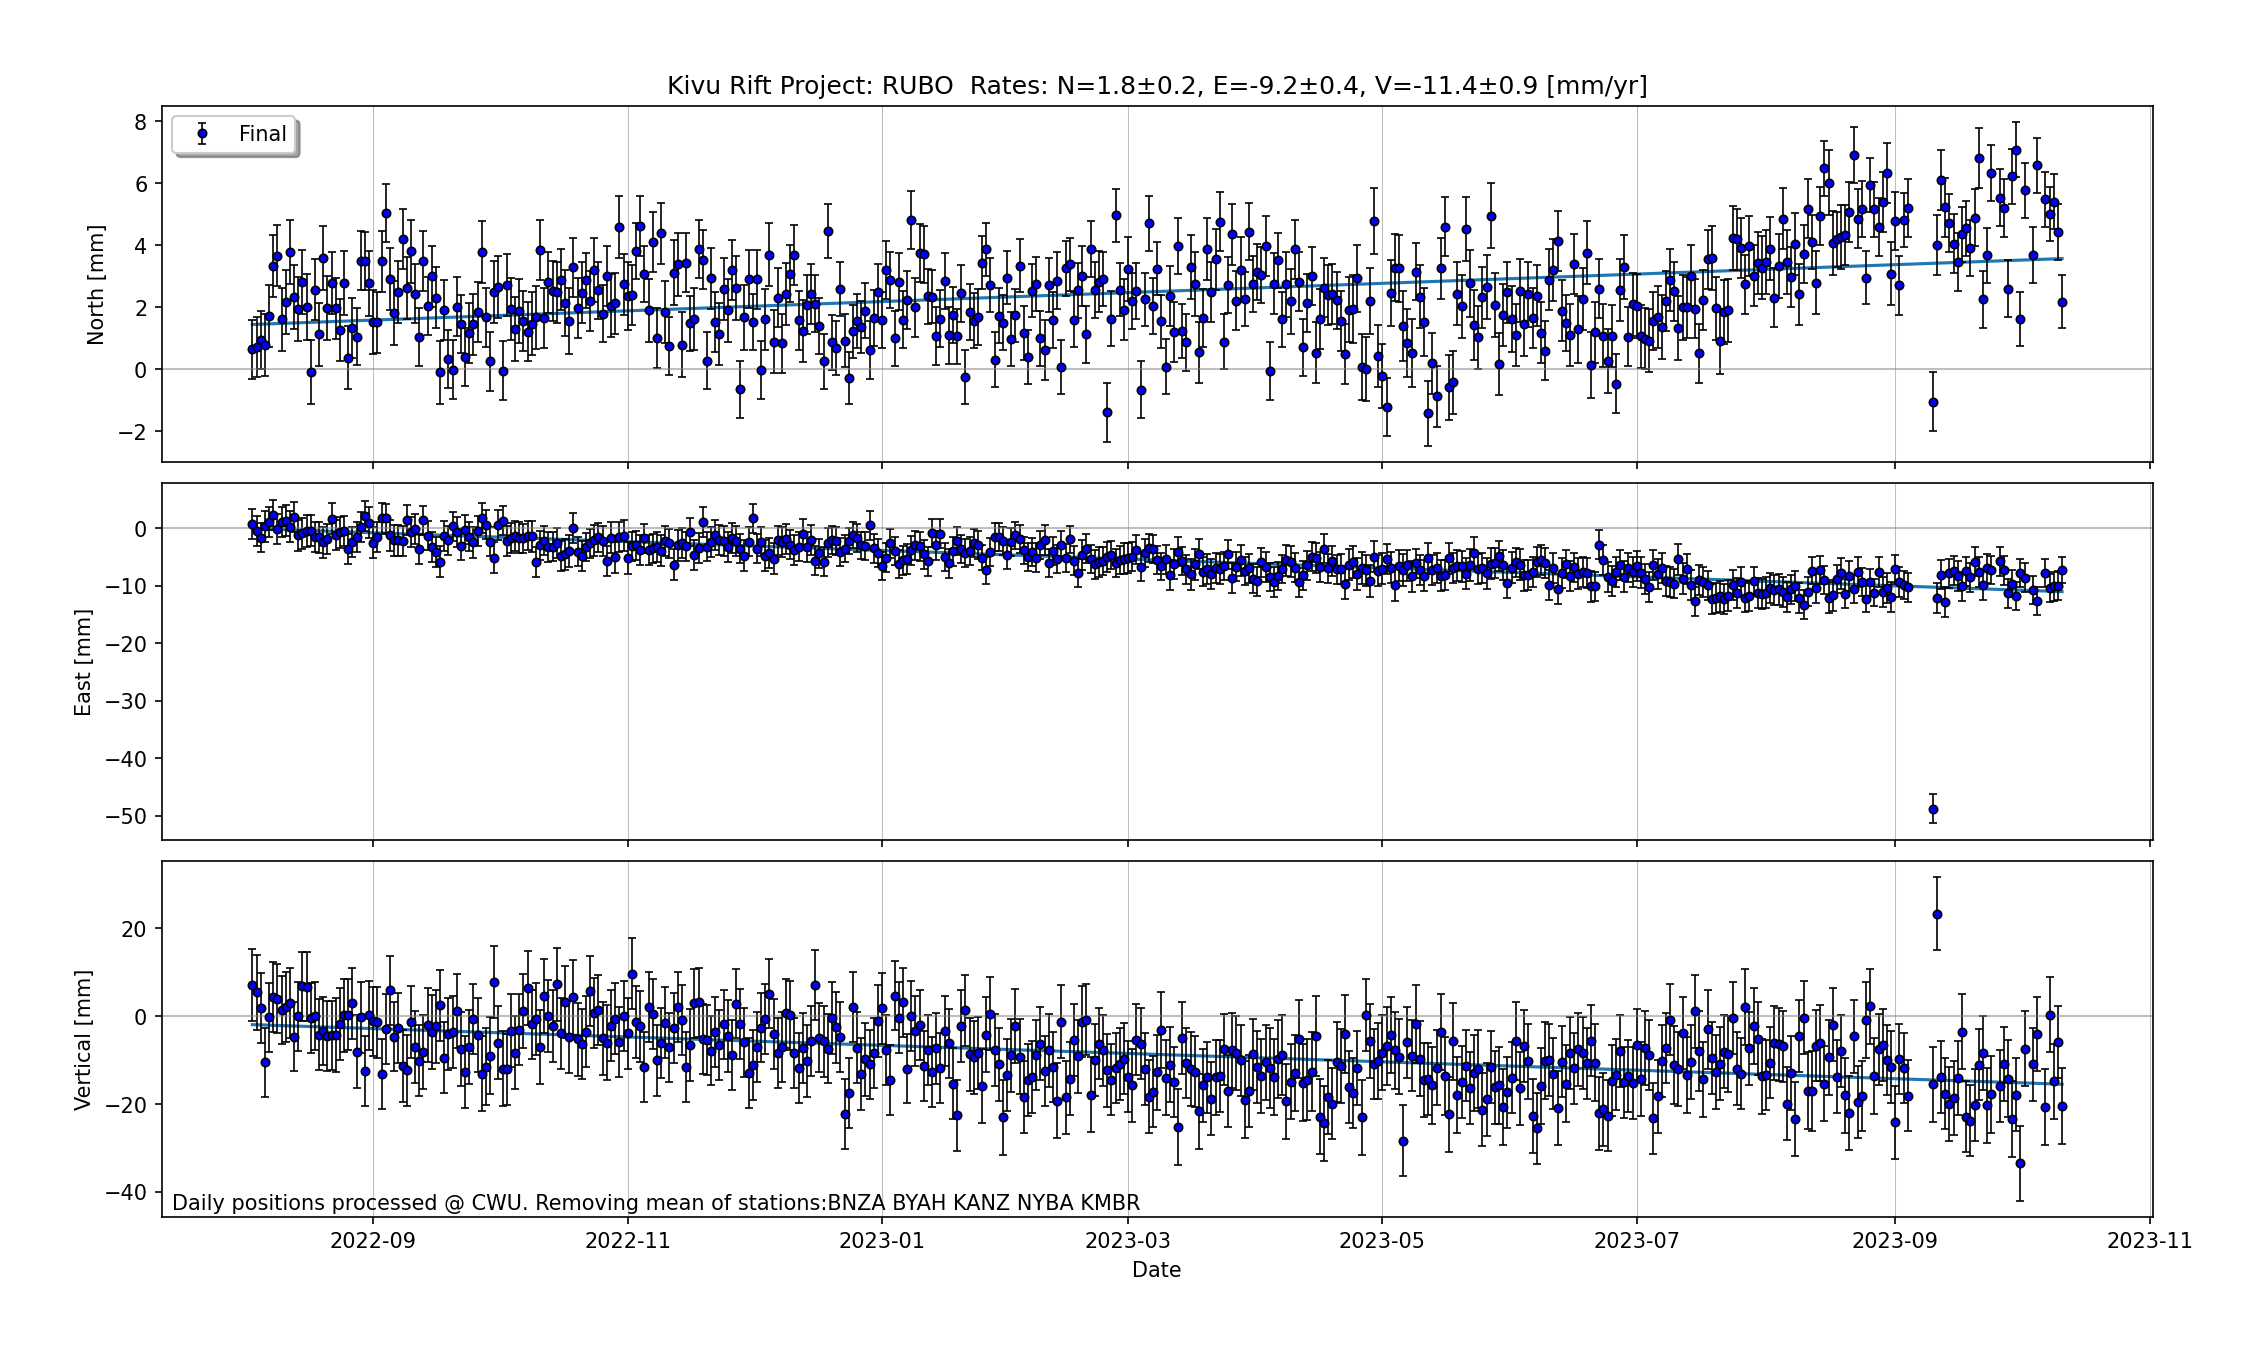 Kivu Rift Project: RUBO  Rates: N=1.8±0.2, E=-9.2±0.4, V=-11.4±0.9 [mm/yr]
Final
North [mm]
8
6
4
2
0
−2
East [mm]
0
−10
−20
−30
−40
−50
Vertical [mm]
20
0
−20
−40
Daily positions processed @ CWU. Removing mean of stations:BNZA BYAH KANZ NYBA KMBR
2022-09 2022-11 2023-01 2023-03 2023-05 2023-07 2023-09 2023-11
Date